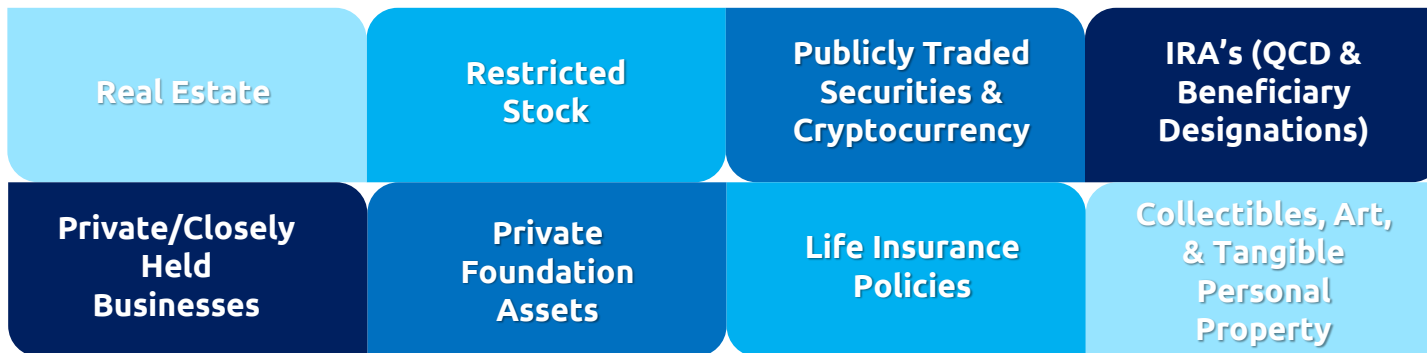 Real Estate
Restricted
Stock
Publicly Traded
Securities &
Cryptocurrency
IRA’s (QCD &
Beneficiary
Designations)
Private/Closely
Held
Businesses
Private
Foundation
Assets
Life Insurance
Policies
Collectibles, Art,
& Tangible
Personal
Property